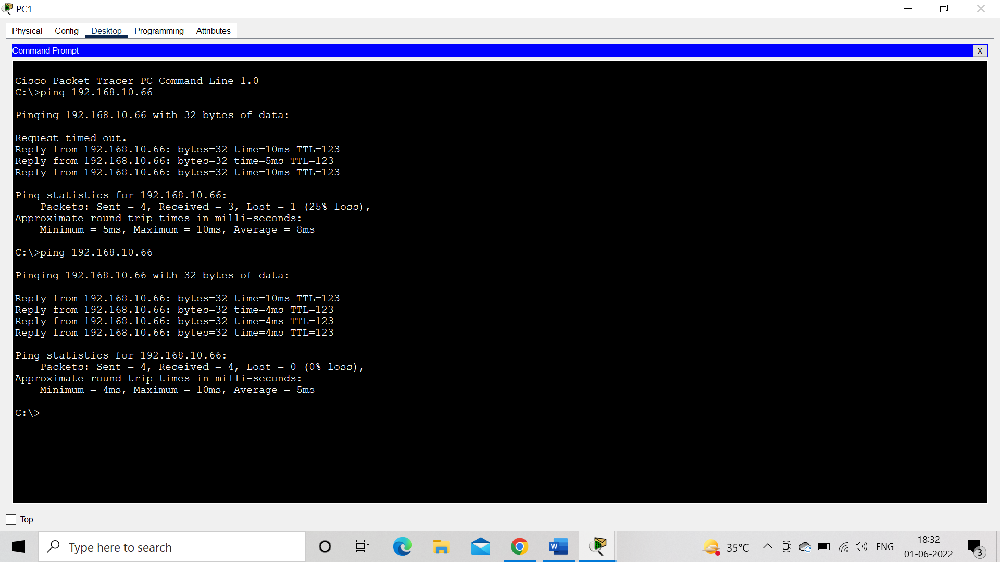 PC1
Physical Config Desktop Programming Attributes
Command Prompt X
Cisco Packet Tracer PC Command Line 1.0
C:\>ping 192.168.10.66
Pinging 192.168.10.66 with 32 bytes of data:
Request timed out.
Reply from 192.168.10.66: bytes=32 time=10ms TTL=123
Reply from 192.168.10.66: bytes=32 time=5ms TTL=123
Reply from 192.168.10.66: bytes=32 time=10ms TTL=123
Ping statistics for 192.168.10.66:
Packets: Sent = 4, Received = 3, Lost = 1 (25% loss),
Approximate round trip times in milli-seconds:
Minimum = 5ms, Maximum = 10ms, Average = 8ms
C:\>ping 192.168.10.66
Pinging 192.168.10.66 with 32 bytes of data:
Reply from 192.168.10.66: bytes=32 time=10ms TTL=123
Reply from 192.168.10.66: bytes=32 time=4ms TTL=123
Reply from 192.168.10.66: bytes=32 time=4ms TTL=123
Reply from 192.168.10.66: bytes=32 time=4ms TTL=123
Ping statistics for 192.168.10.66:
Packets: Sent = 4, Received = 4, Lost = 0 (0% loss),
Approximate round trip times in milli-seconds:
Minimum = 4ms, Maximum = 10ms, Average = 5ms
C:\>
Top
Type here to search
W
35°C
ENG
18:32
01-06-2022
3